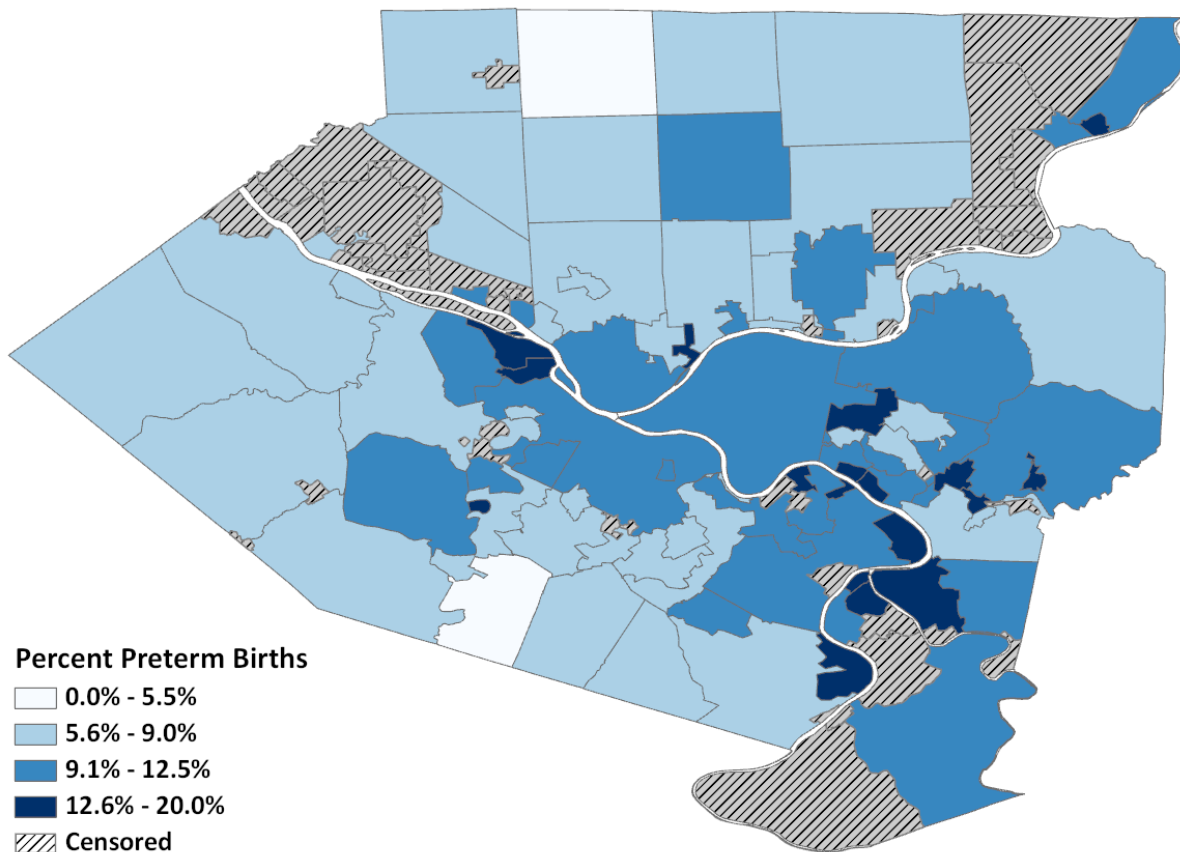 Percent Preterm Births
0.0% - 5.5%
5.6% - 9.0%
9.1% - 12.5%
12.6% - 20.0%
Censored